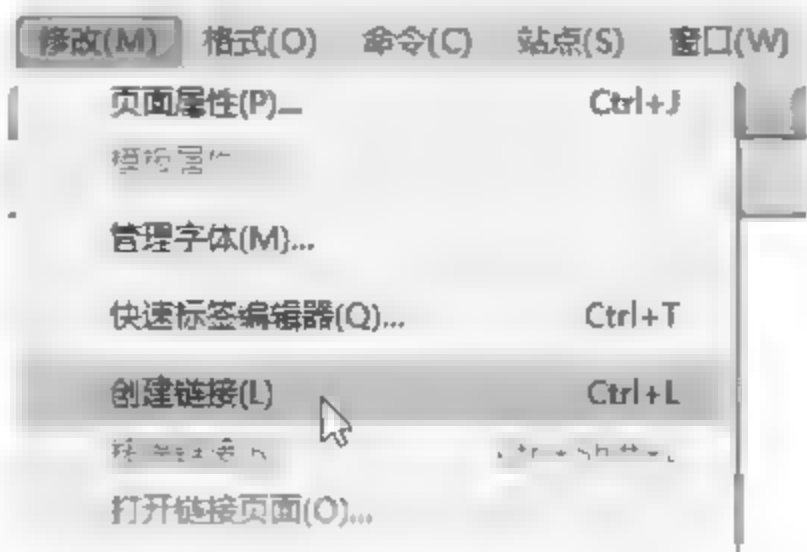 修改(M) 格式(O) 命令(C) 站点(S) 窗口(W)
页面属性(P)... Ctrl+J
管理字体(M)...
快速标签编辑器(Q)... Ctrl+T
创建链接(L) Ctrl+L
打开链接页面(O)...